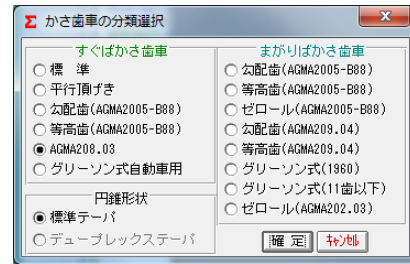 Σ かさ歯車の分類選択
すぐばかさ歯車
標 準
平行頂げき
勾配歯(AGMA2005-B88)
等高歯(AGMA2005-B88)
AGMA208.03
グリーソン式自動車用
円錐形状
標準テーパ
デュープレックステーパ
まがりばかさ歯車
勾配歯(AGMA2005-B88)
等高歯(AGMA2005-B88)
ゼロール(AGMA2005-B88)
勾配歯(AGMA209.04)
等高歯(AGMA209.04)
グリーソン式(1960)
グリーソン式(11歯以下)
ゼロール(AGMA202.03)
確 定
キャンセル